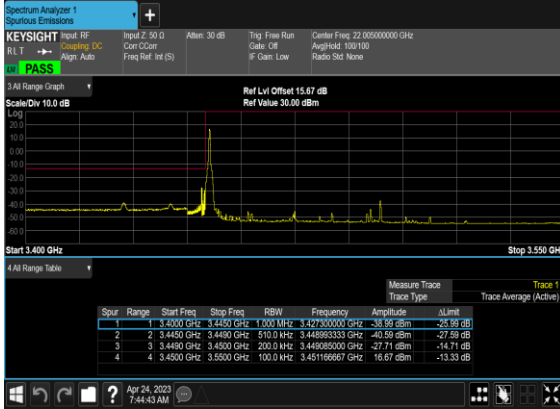 Spectrum Analyzer 1
Spurious Emissions
+
KEYSIGHT Input: RF Input Z: 50 Ω Atten: 30 dB Trig: Free Run Center Freq: 22.005000000 GHz
RLT Coupling: DC Corr CCorr Gate: Off Avg|Hold: 100/100
Align: Auto Freq Ref: Int (S) IF Gain: Low Radio Std: None
PASS
3 All Range Graph
Ref Lvl Offset 15.67 dB
Scale/Div 10.0 dB Ref Value 30.00 dBm
Log
20.0
10.0
0.00
-10.0
-20.0
-30.0
-40.0
-50.0
-60.0
Start 3.400 GHz Stop 3.550 GH
4 All Range Table
Measure Trace Trace 1
Trace Type Trace Average (Active)
Spur Range Start Freq Stop Freq RBW Frequency Amplitude ΔLimit
1 1 3.4000 GHz 3.4450 GHz 1.000 MHz 3.427300000 GHz -38.99 dBm -25.99 dB
2 2 3.4450 GHz 3.4490 GHz 510.0 kHz 3.448993333 GHz -40.59 dBm -27.59 dB
3 3 3.4490 GHz 3.4500 GHz 200.0 kHz 3.449085000 GHz -27.71 dBm -14.71 dB
4 4 3.4500 GHz 3.5500 GHz 100.0 kHz 3.451166667 GHz 16.67 dBm -13.33 dB
? Apr 24, 2023
7:44:43 AM